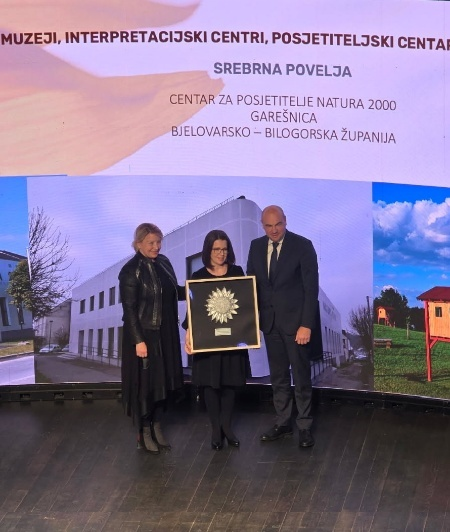 MUZEJI, INTERPRETACIJSKI CENTRI, POSJETITELJSKI CENTAR
SREBRNA POVELJA
CENTAR ZA POSJETITELJE NATURA 2000
GAREŠNICA
BJELOVARSKO – BILOGORSKA ŽUPANIJA